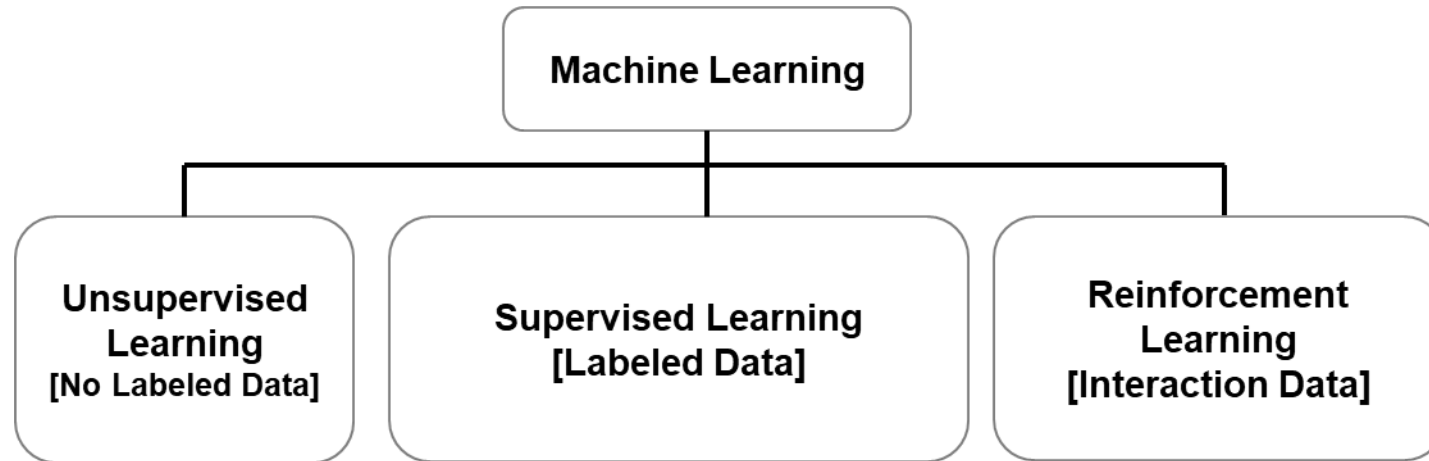 Machine Learning
Unsupervised
Learning
[No Labeled Data]
Supervised Learning
[Labeled Data]
Reinforcement
Learning
[Interaction Data]